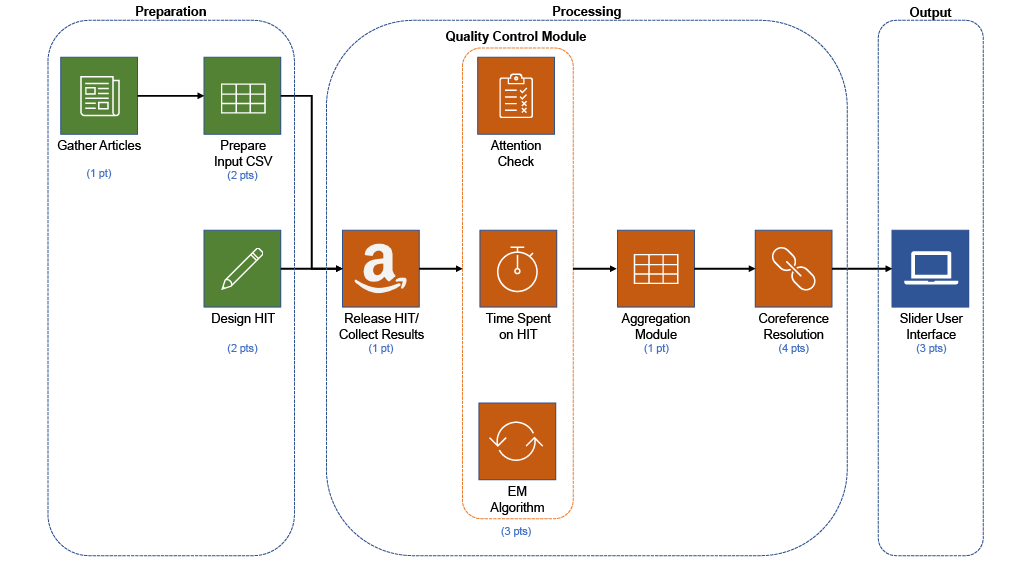 Preparation
Processing
Output
Quality Control Module
Gather Articles
(1 pt)
Prepare
Input CSV
(2 pts)
Attention
Check
Design HIT
(2 pts)
a
Release HIT/
Collect Results
(1 pt)
Time Spent
on HIT
Aggregation
Module
(1 pt)
Coreference
Resolution
(4 pts)
Slider User
Interface
(3 pts)
EM
Algorithm
(3 pts)